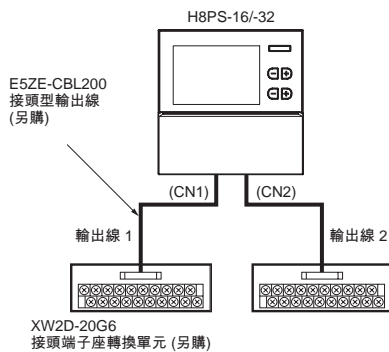 H8PS-16/-32
E5ZE-CBL200
接頭型輸出線
(另購)
(CN1)
(CN2)
輸出線 1
輸出線 2
XW2D-20G6
接頭端子座轉換單元 (另購)